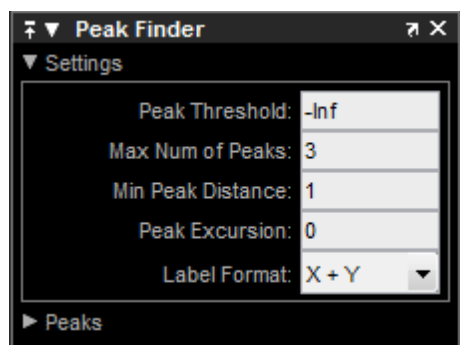 Peak Finder
Settings
Peak Threshold: -Inf
Max Num of Peaks: 3
Min Peak Distance: 1
Peak Excursion: 0
Label Format: X + Y
Peaks